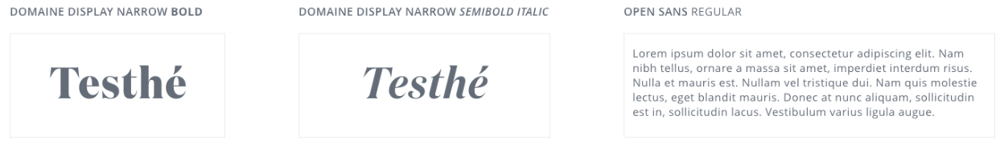 DOMAINE DISPLAY NARROW BOLD
Testhé
DOMAINE DISPLAY NARROW SEMIBOLD ITALIC
Testhé
OPEN SANS REGULAR
Lorem ipsum dolor sit amet, consectetur adipiscing elit. Nam
nibh tellus, ornare a massa sit amet, imperdiet interdum risus.
Nulla et mauris est. Nullam vel tristique dui. Nam quis molestie
lectus, eget blandit mauris. Donec at nunc aliquam, sollicitudin
est in, sollicitudin lacus. Vestibulum varius ligula augue.